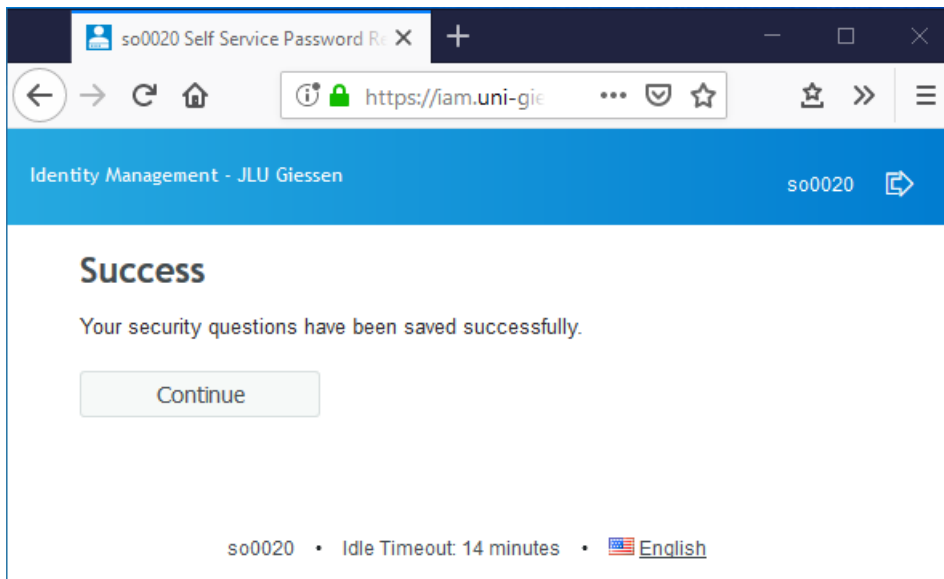 so0020 Self Service Password Re
https://iam.uni-gie
Identity Management - JLU Giessen
so0020
Success
Your security questions have been saved successfully.
Continue
so0020 • Idle Timeout: 14 minutes • English